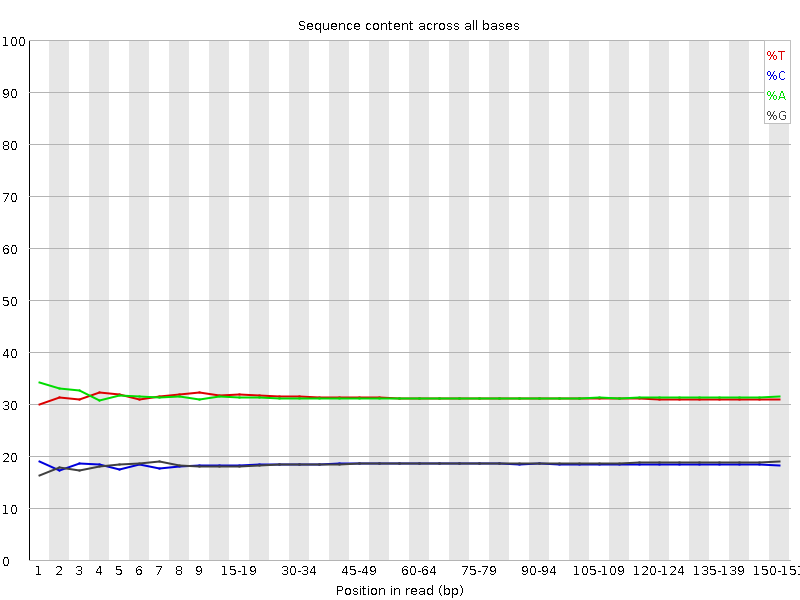 Sequence content across all bases
100
90
80
70
60
50
40
30
20
10
0
%T
%C
%A
%G
1 2 3 4 5 6 7 8 9 15-19 30-34 45-49 60-64 75-79 90-94 105-109 120-124 135-139 150-151
Position in read (bp)